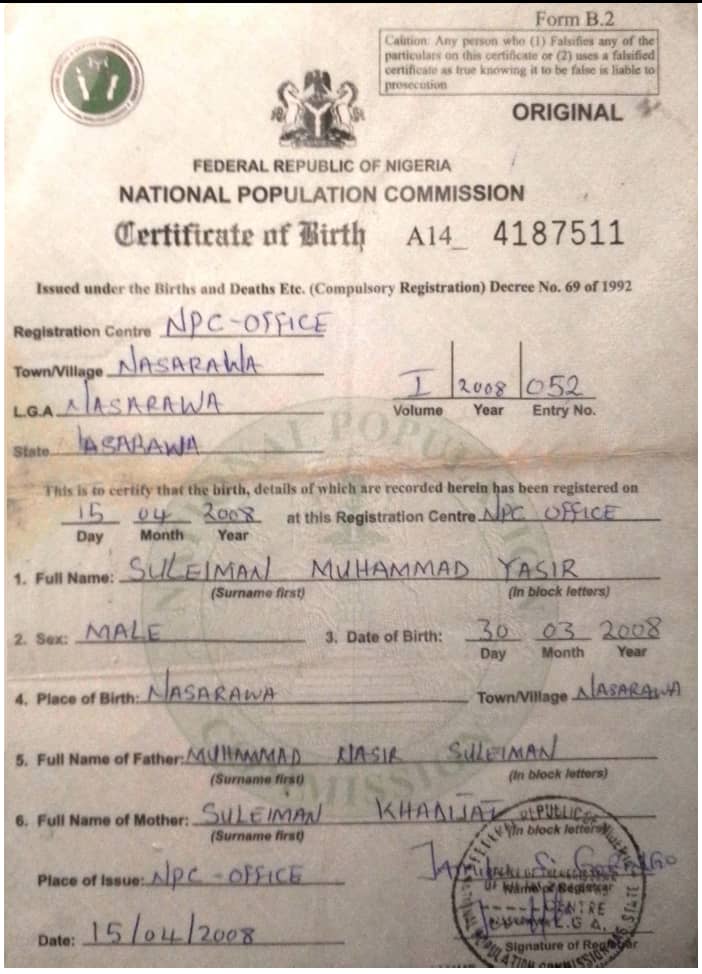 Form B.2
Caution: Any person who (1) Falsifies any of the
particulars on this certificate or (2) uses a falsified
certificate as true knowing it to be false is liable to
prosecution
ORIGINAL
FEDERAL REPUBLIC OF NIGERIA
NATIONAL POPULATION COMMISSION
Certificate of Birth A14_ 4187511
Issued under the Births and Deaths Etc. (Compulsory Registration) Decree No. 69 of 1992
Registration Centre NPC-OFFICE
Town/Village NASARAWA
I 2008 052
L.G.A NASARAWA
Volume Year Entry No.
State NASARAWA
This is to certify that the birth, details of which are recorded herein has been registered on
15 04 2008 at this Registration Centre NPC OFFICE
Day Month Year
1. Full Name: SULEIMAN MUHAMMAD YASIR
(Surname first) (In block letters)
2. Sex: MALE 3. Date of Birth: 30 03 2008
Day Month Year
4. Place of Birth: NASARAWA Town/Village NASARAWA
5. Full Name of Father: MUHAMMAD NASIR SULEIMAN
(Surname first) (In block letters)
6. Full Name of Mother: SULEIMAN KHADIJAT
(Surname first) (In block letters)
Place of Issue: NPC-OFFICE
Name of Registrar
Date: 15/04/2008
Signature of Registrar